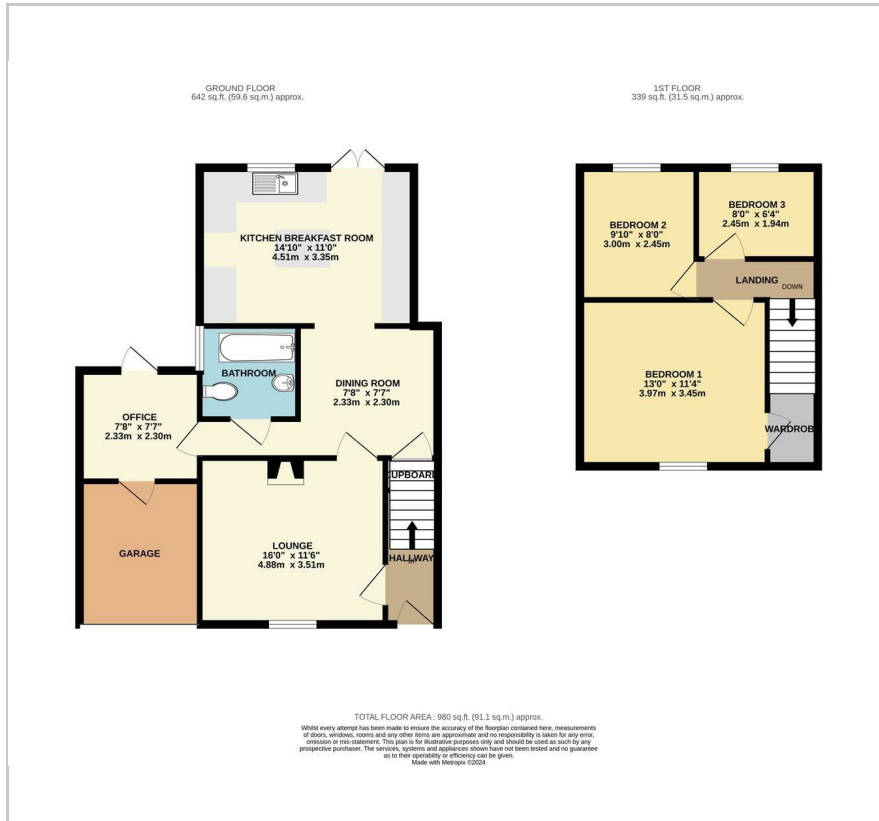 GROUND FLOOR
642 sq.ft. (59.6 sq.m.) approx.
1ST FLOOR
339 sq.ft. (31.5 sq.m.) approx.
KITCHEN BREAKFAST ROOM
14'10" x 11'0"
4.51m x 3.35m
BATHROOM
DINING ROOM
7'8" x 7'7"
2.33m x 2.30m
OFFICE
7'8" x 7'7"
2.33m x 2.30m
GARAGE
LOUNGE
16'0" x 11'6"
4.88m x 3.51m
CUPBOARD
HALLWAY
BEDROOM 2
9'10" x 8'0"
3.00m x 2.45m
BEDROOM 3
8'0" x 6'4"
2.45m x 1.94m
LANDING
DOWN
BEDROOM 1
13'0" x 11'4"
3.97m x 3.45m
WARDROB
TOTAL FLOOR AREA : 980 sq.ft. (91.1 sq.m.) approx.
Whilst every attempt has been made to ensure the accuracy of the floorplan contained here, measurements
of doors, windows, rooms and any other items are approximate and no responsibility is taken for any error,
omission or mis-statement. This plan is for illustrative purposes only and should be used as such by any
prospective purchaser. The services, systems and appliances shown have not been tested and no guarantee
as to their operability or efficiency can be given.
Made with Metropix ©2024